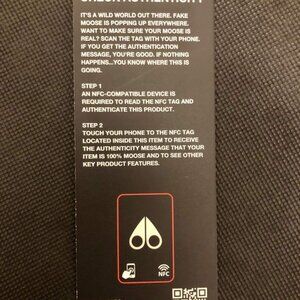 CHECK AUTHENTICITY
IT'S A WILD WORLD OUT THERE. FAKE
MOOSE IS POPPING UP EVERYWHERE.
WANT TO MAKE SURE YOUR MOOSE IS
REAL? SCAN THE TAG WITH YOUR PHONE.
IF YOU GET THE AUTHENTICATION
MESSAGE, YOU'RE GOOD. IF NOTHING
HAPPENS...YOU KNOW WHERE THIS IS
GOING.
STEP 1
AN NFC-COMPATIBLE DEVICE IS
REQUIRED TO READ THE NFC TAG AND
AUTHENTICATE THIS PRODUCT.
STEP 2
TOUCH YOUR PHONE TO THE NFC TAG
LOCATED INSIDE THIS ITEM TO RECEIVE
THE AUTHENTICITY MESSAGE THAT YOUR
ITEM IS 100% MOOSE AND TO SEE OTHER
KEY PRODUCT FEATURES.
NFC